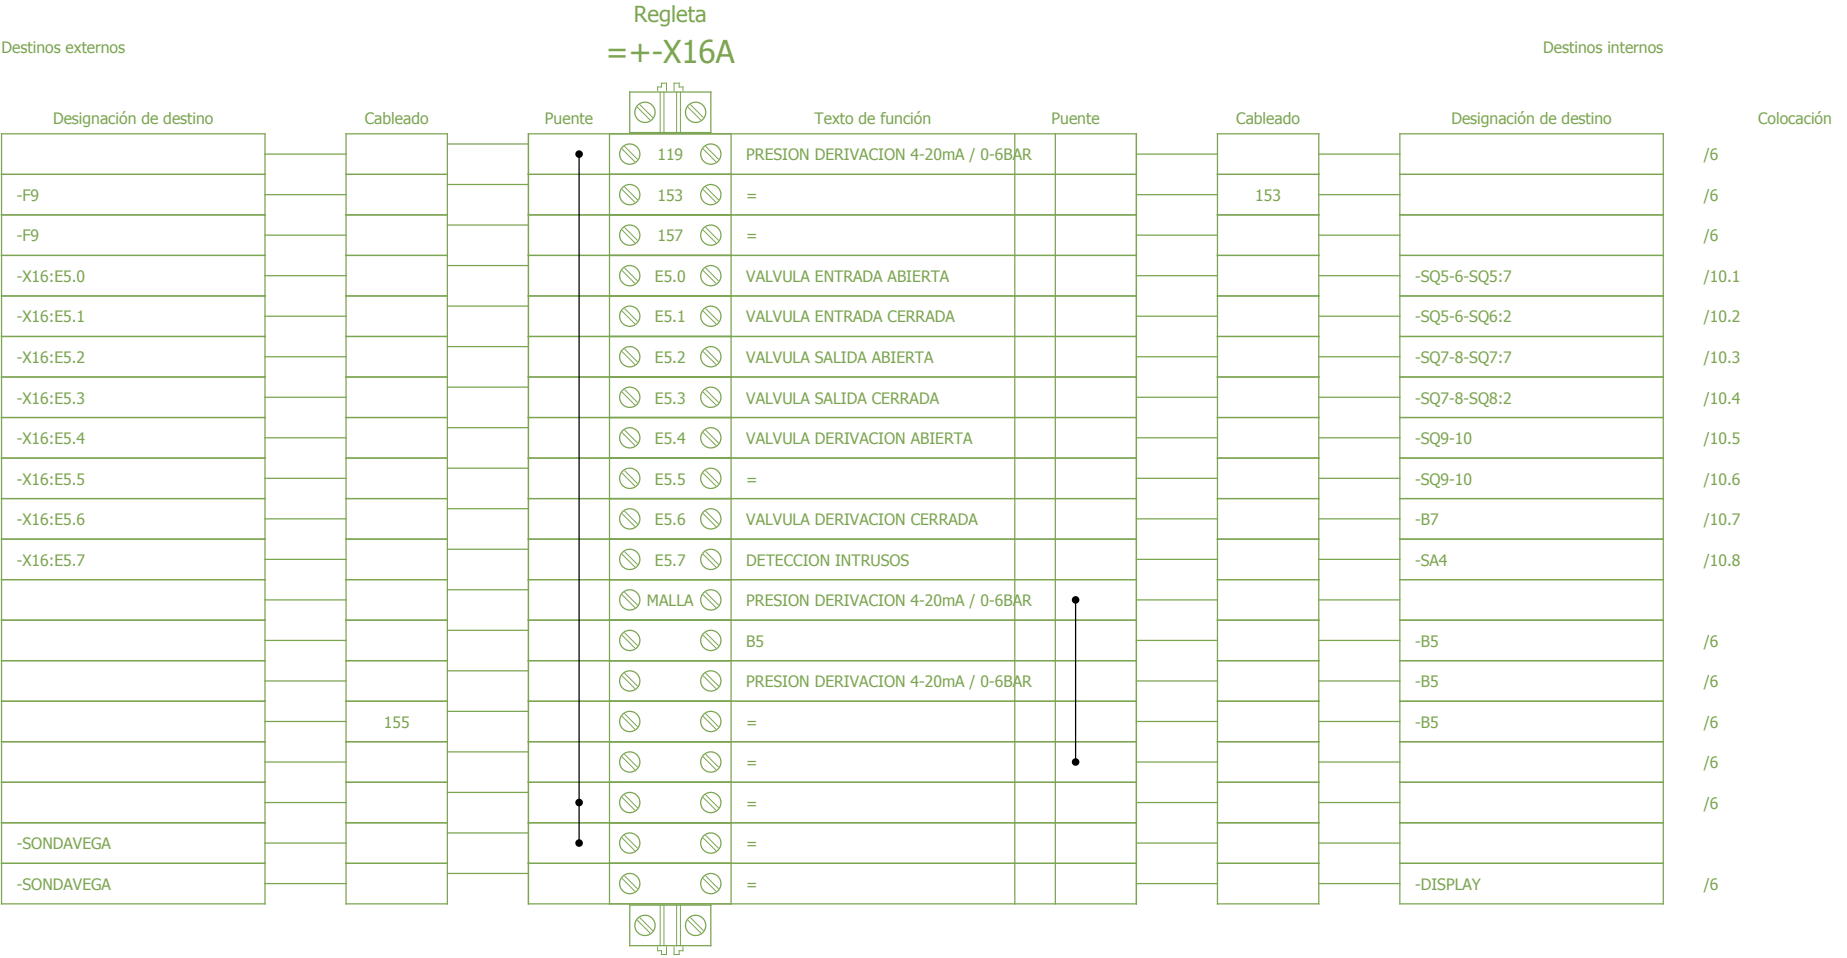 Regleta
Destinos externos =+-X16A Destinos internos
Designación de destino Cableado Puente Texto de función Puente Cableado Designación de destino Colocación
119 PRESION DERIVACION 4-20mA / 0-6BAR /6
-F9 153 = 153 /6
-F9 157 = /6
-X16:E5.0 E5.0 VALVULA ENTRADA ABIERTA -SQ5-6-SQ5:7 /10.1
-X16:E5.1 E5.1 VALVULA ENTRADA CERRADA -SQ5-6-SQ6:2 /10.2
-X16:E5.2 E5.2 VALVULA SALIDA ABIERTA -SQ7-8-SQ7:7 /10.3
-X16:E5.3 E5.3 VALVULA SALIDA CERRADA -SQ7-8-SQ8:2 /10.4
-X16:E5.4 E5.4 VALVULA DERIVACION ABIERTA -SQ9-10 /10.5
-X16:E5.5 E5.5 = -SQ9-10 /10.6
-X16:E5.6 E5.6 VALVULA DERIVACION CERRADA -B7 /10.7
-X16:E5.7 E5.7 DETECCION INTRUSOS -SA4 /10.8
MALLA PRESION DERIVACION 4-20mA / 0-6BAR
B5 -B5 /6
PRESION DERIVACION 4-20mA / 0-6BAR -B5 /6
155 = -B5 /6
= /6
= /6
-SONDAVEGA =
-SONDAVEGA = -DISPLAY /6